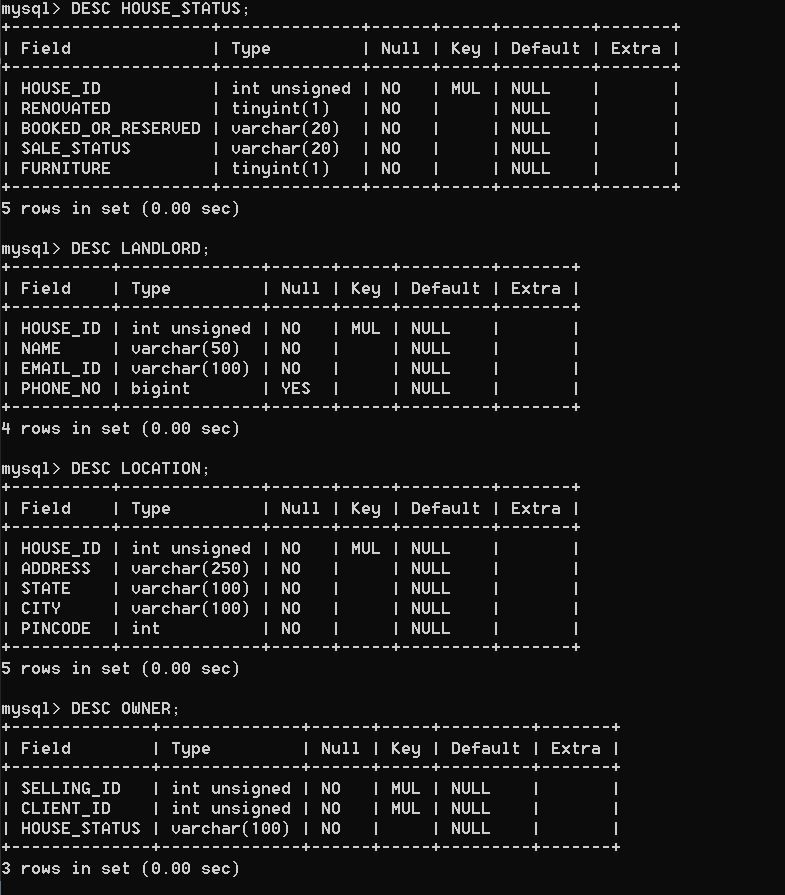 mysql> DESC HOUSE_STATUS;
+--------------------+--------------+------+-----+---------+-------+
| Field              | Type         | Null | Key | Default | Extra |
+--------------------+--------------+------+-----+---------+-------+
| HOUSE_ID           | int unsigned | NO   | MUL | NULL    |       |
| RENOVATED          | tinyint(1)   | NO   |     | NULL    |       |
| BOOKED_OR_RESERVED | varchar(20)  | NO   |     | NULL    |       |
| SALE_STATUS        | varchar(20)  | NO   |     | NULL    |       |
| FURNITURE          | tinyint(1)   | NO   |     | NULL    |       |
+--------------------+--------------+------+-----+---------+-------+
5 rows in set (0.00 sec)

mysql> DESC LANDLORD;
+----------+--------------+------+-----+---------+-------+
| Field    | Type         | Null | Key | Default | Extra |
+----------+--------------+------+-----+---------+-------+
| HOUSE_ID | int unsigned | NO   | MUL | NULL    |       |
| NAME     | varchar(50)  | NO   |     | NULL    |       |
| EMAIL_ID | varchar(100) | NO   |     | NULL    |       |
| PHONE_NO | bigint       | YES  |     | NULL    |       |
+----------+--------------+------+-----+---------+-------+
4 rows in set (0.00 sec)

mysql> DESC LOCATION;
+----------+--------------+------+-----+---------+-------+
| Field    | Type         | Null | Key | Default | Extra |
+----------+--------------+------+-----+---------+-------+
| HOUSE_ID | int unsigned | NO   | MUL | NULL    |       |
| ADDRESS  | varchar(250) | NO   |     | NULL    |       |
| STATE    | varchar(100) | NO   |     | NULL    |       |
| CITY     | varchar(100) | NO   |     | NULL    |       |
| PINCODE  | int          | NO   |     | NULL    |       |
+----------+--------------+------+-----+---------+-------+
5 rows in set (0.00 sec)

mysql> DESC OWNER;
+--------------+--------------+------+-----+---------+-------+
| Field        | Type         | Null | Key | Default | Extra |
+--------------+--------------+------+-----+---------+-------+
| SELLING_ID   | int unsigned | NO   | MUL | NULL    |       |
| CLIENT_ID    | int unsigned | NO   | MUL | NULL    |       |
| HOUSE_STATUS | varchar(100) | NO   |     | NULL    |       |
+--------------+--------------+------+-----+---------+-------+
3 rows in set (0.00 sec)